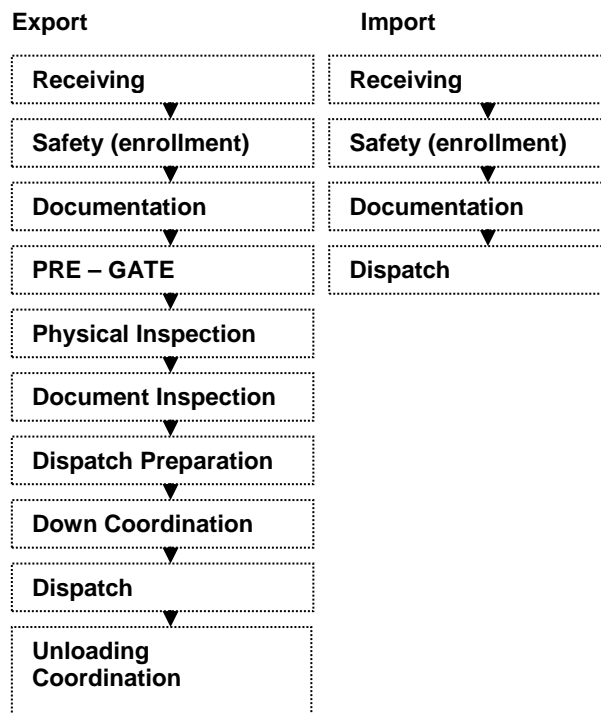 Export
Receiving
Safety (enrollment)
Documentation
PRE – GATE
Physical Inspection
Document Inspection
Dispatch Preparation
Down Coordination
Dispatch
Unloading
Coordination
Import
Receiving
Safety (enrollment)
Documentation
Dispatch